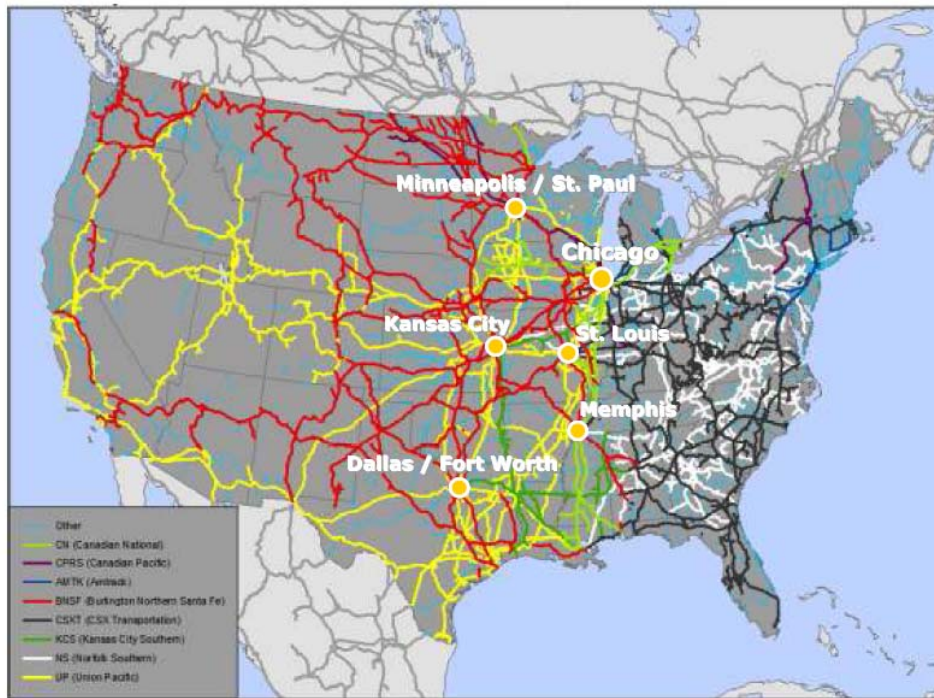 Minneapolis / St. Paul
Chicago
Kansas City
St. Louis
Memphis
Dallas / Fort Worth
Other
CN (Canadian National)
CPRS (Canadian Pacific)
AMTK (Amtrack)
BNSF (Burlington Northern Santa Fe)
CSXT (CSX Transportation)
KCS (Kansas City Southern)
NS (Norfolk Southern)
UP (Union Pacific)